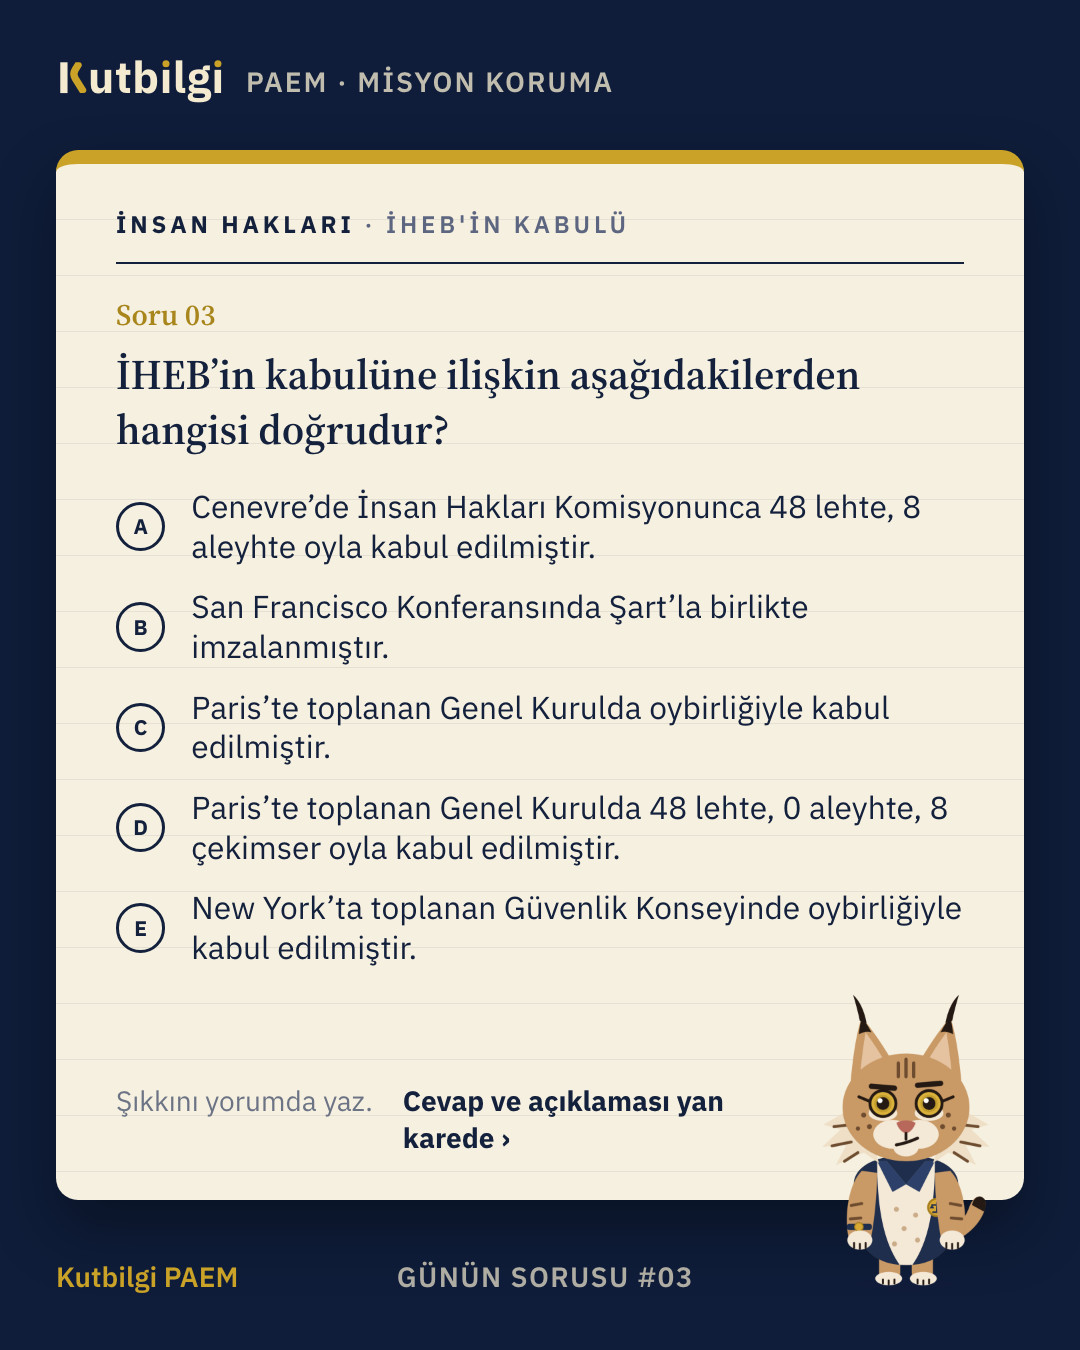 Kutbilgi PAEM · MİSYON KORUMA
İNSAN HAKLARI · İHEB'İN KABULÜ
Soru 03
İHEB’in kabulüne ilişkin aşağıdakilerden
hangisi doğrudur?
A Cenevre’de İnsan Hakları Komisyonunca 48 lehte, 8
aleyhte oyla kabul edilmiştir.
B San Francisco Konferansında Şart’la birlikte
imzalanmıştır.
C Paris’te toplanan Genel Kurulda oybirliğiyle kabul
edilmiştir.
D Paris’te toplanan Genel Kurulda 48 lehte, 0 aleyhte, 8
çekimser oyla kabul edilmiştir.
E New York’ta toplanan Güvenlik Konseyinde oybirliğiyle
kabul edilmiştir.
Şıkkını yorumda yaz. Cevap ve açıklaması yan
karede ›
Kutbilgi PAEM GÜNÜN SORUSU #03